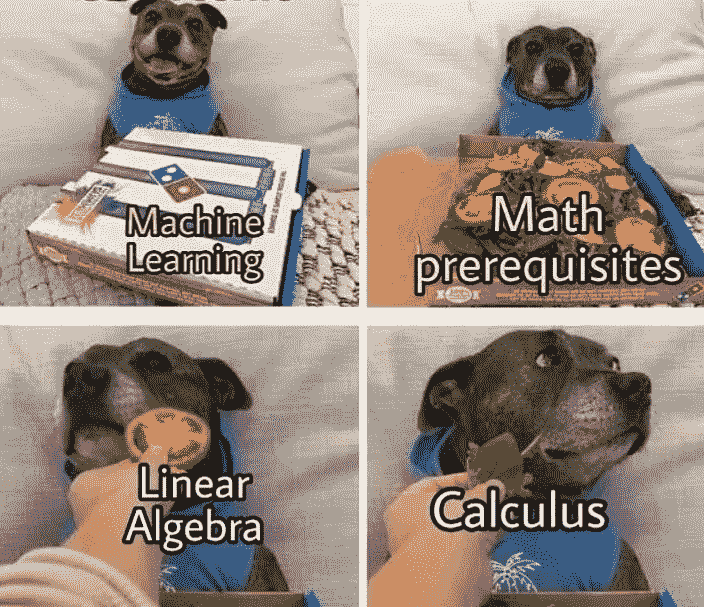 Machine
Learning
Math
prerequisites
Linear
Algebra
Calculus